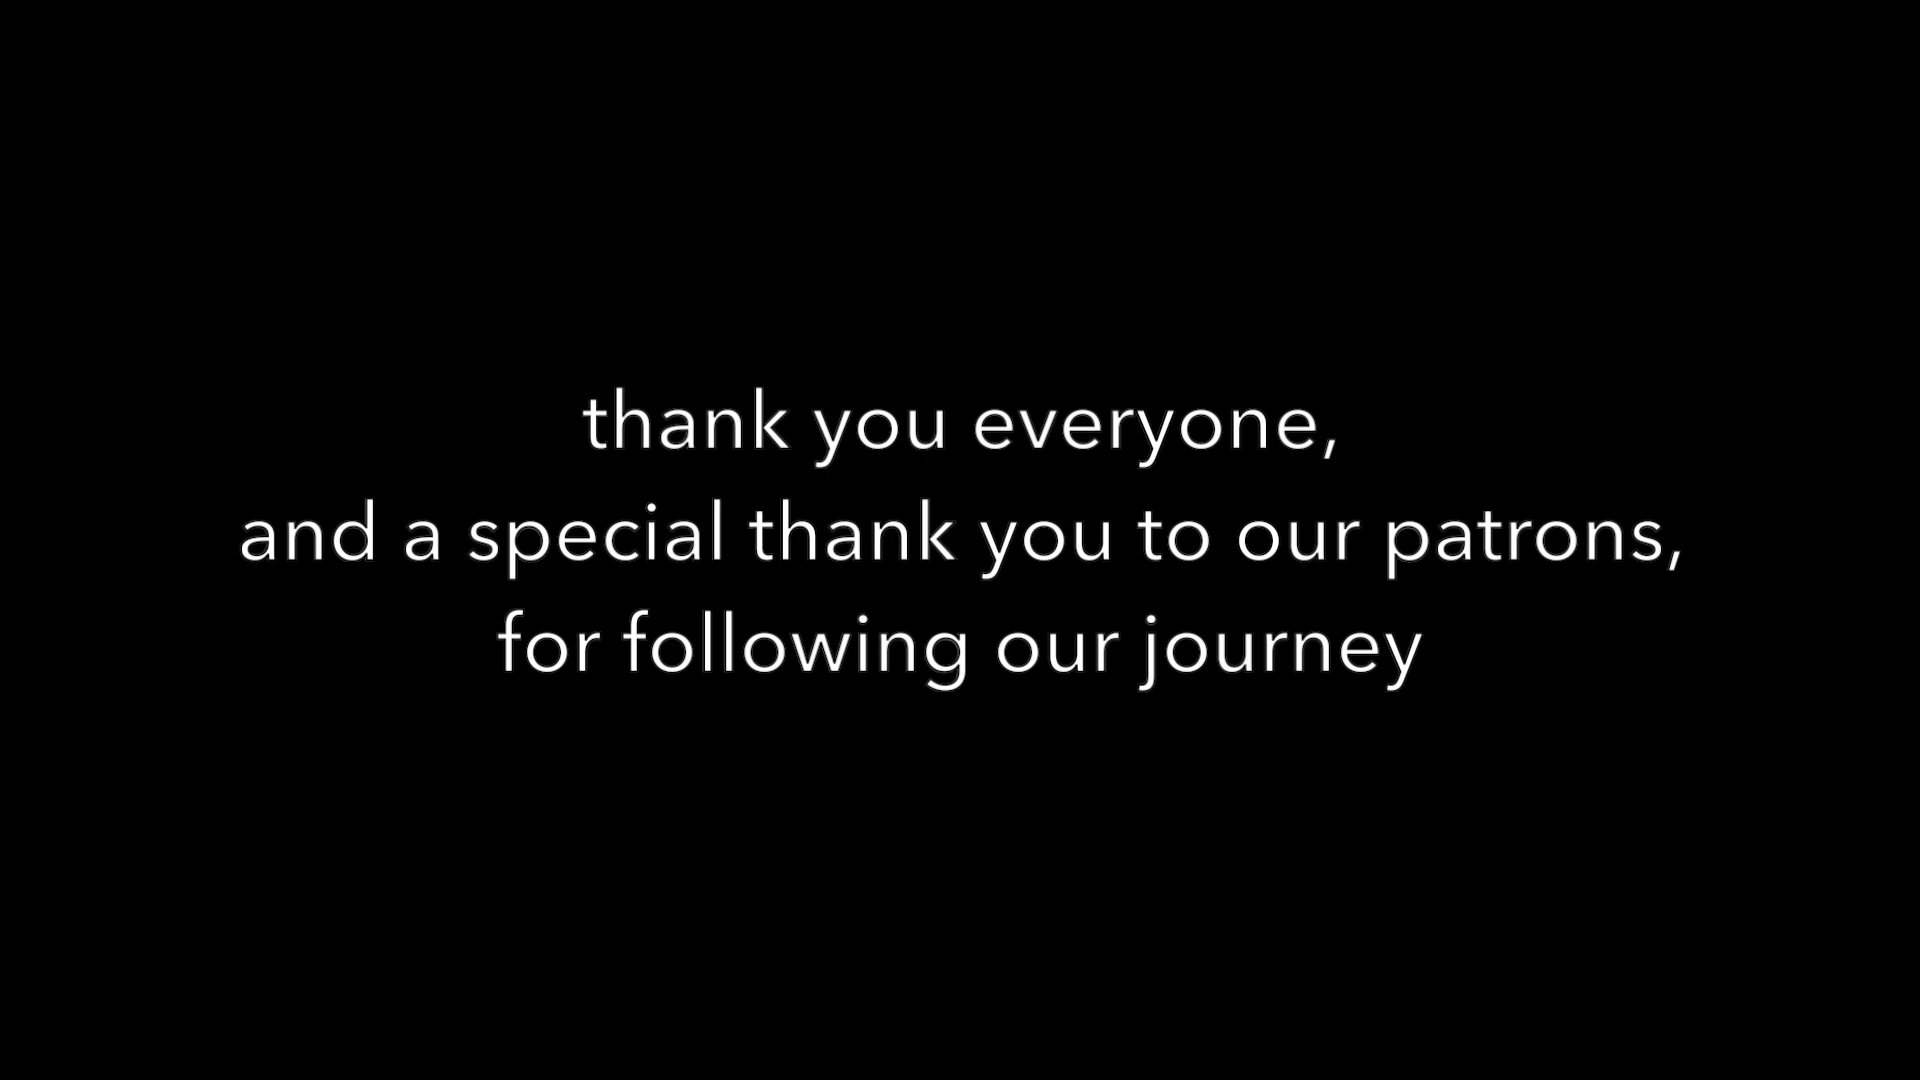 thank you everyone,
and a special thank you to our patrons,
for following our journey